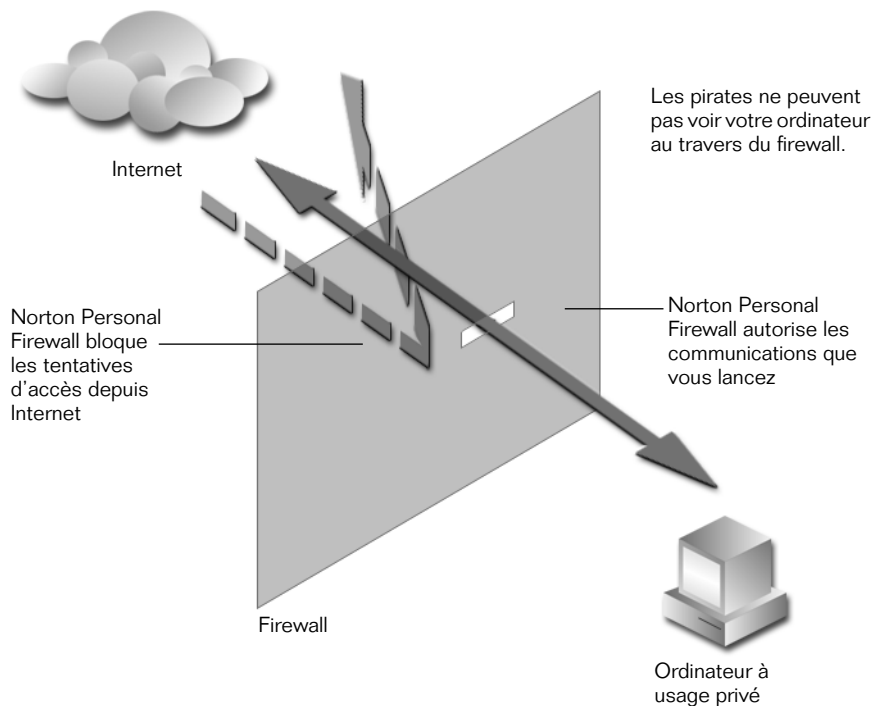 Les pirates ne peuvent
pas voir votre ordinateur
au travers du firewall.
Internet
Norton Personal
Firewall bloque
les tentatives
d'accès depuis
Internet
Norton Personal
Firewall autorise les
communications que
vous lancez
Firewall
Ordinateur à
usage privé